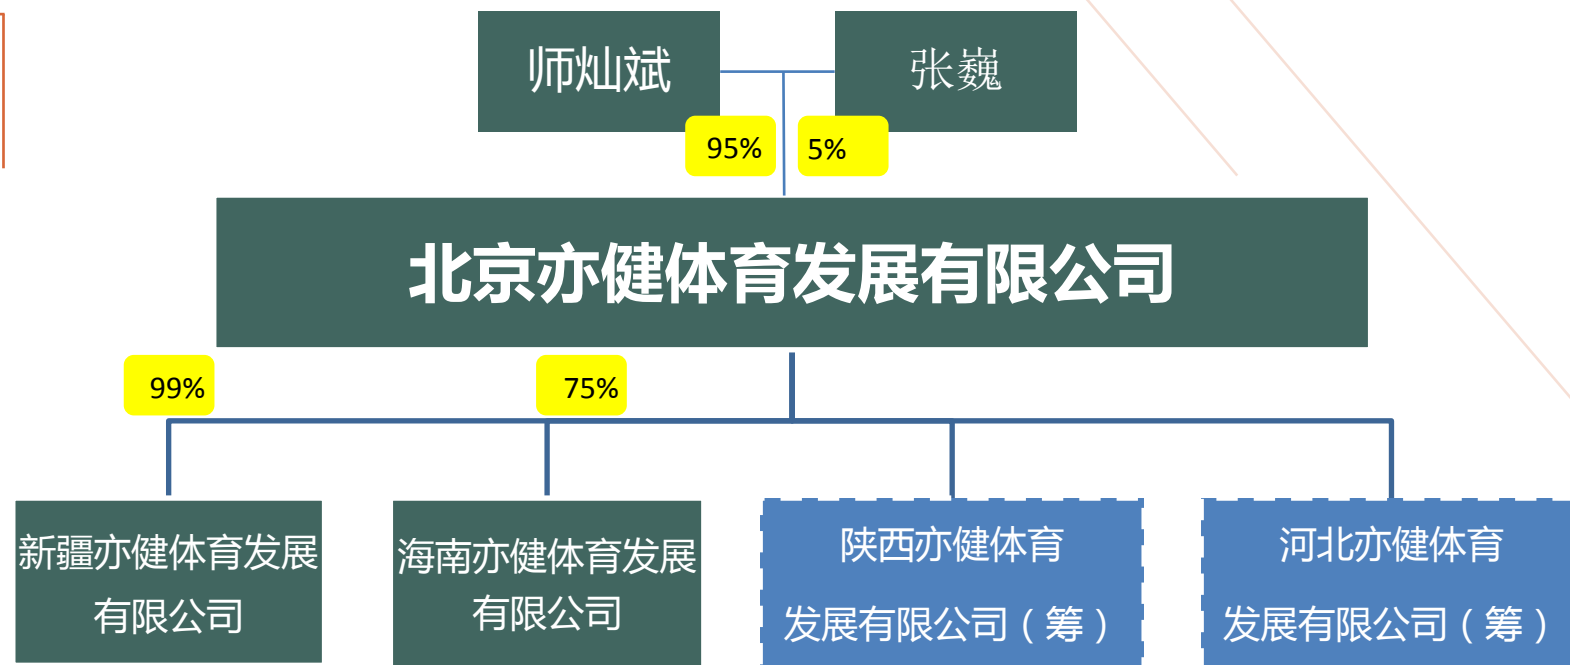 师灿斌
张巍
95%
5%
北京亦健体育发展有限公司
99%
75%
新疆亦健体育发展
有限公司
海南亦健体育发展
有限公司
陕西亦健体育
发展有限公司（筹）
河北亦健体育
发展有限公司（筹）